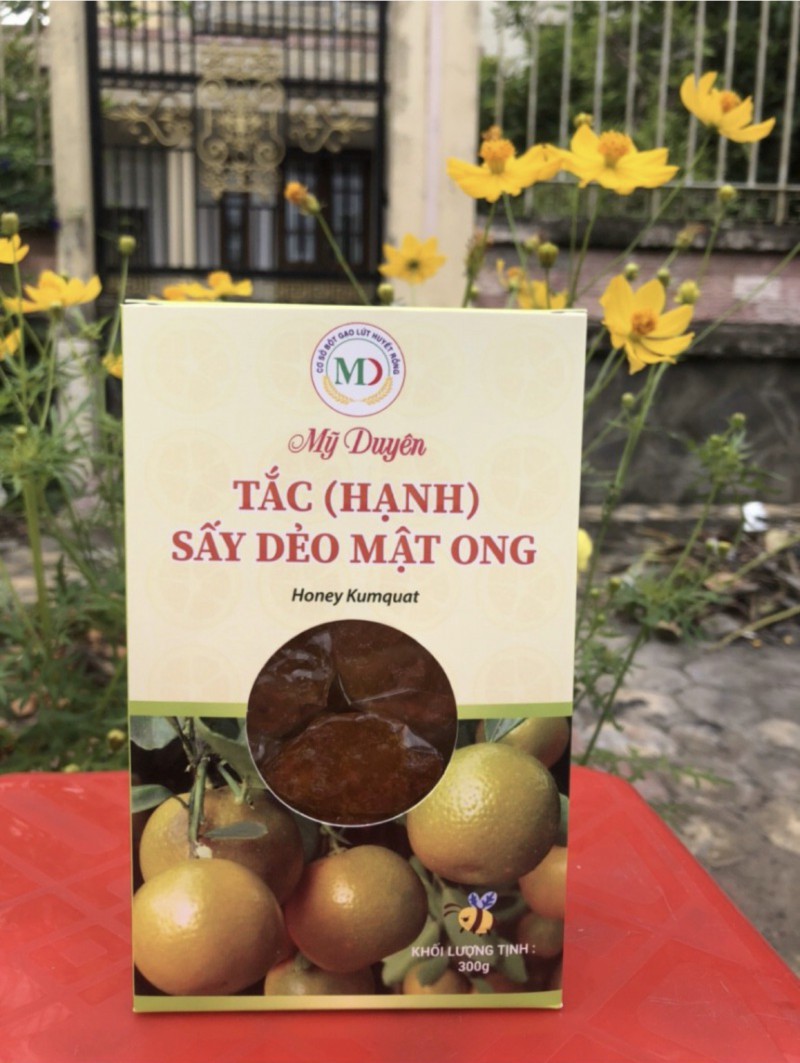 CƠ SỞ BỘT GẠO LỨT HUYẾT RỒNG
MD
Mỹ Duyên
TẮC (HẠNH)
SẤY DẺO MẬT ONG
Honey Kumquat
KHỐI LƯỢNG TỊNH :
300g